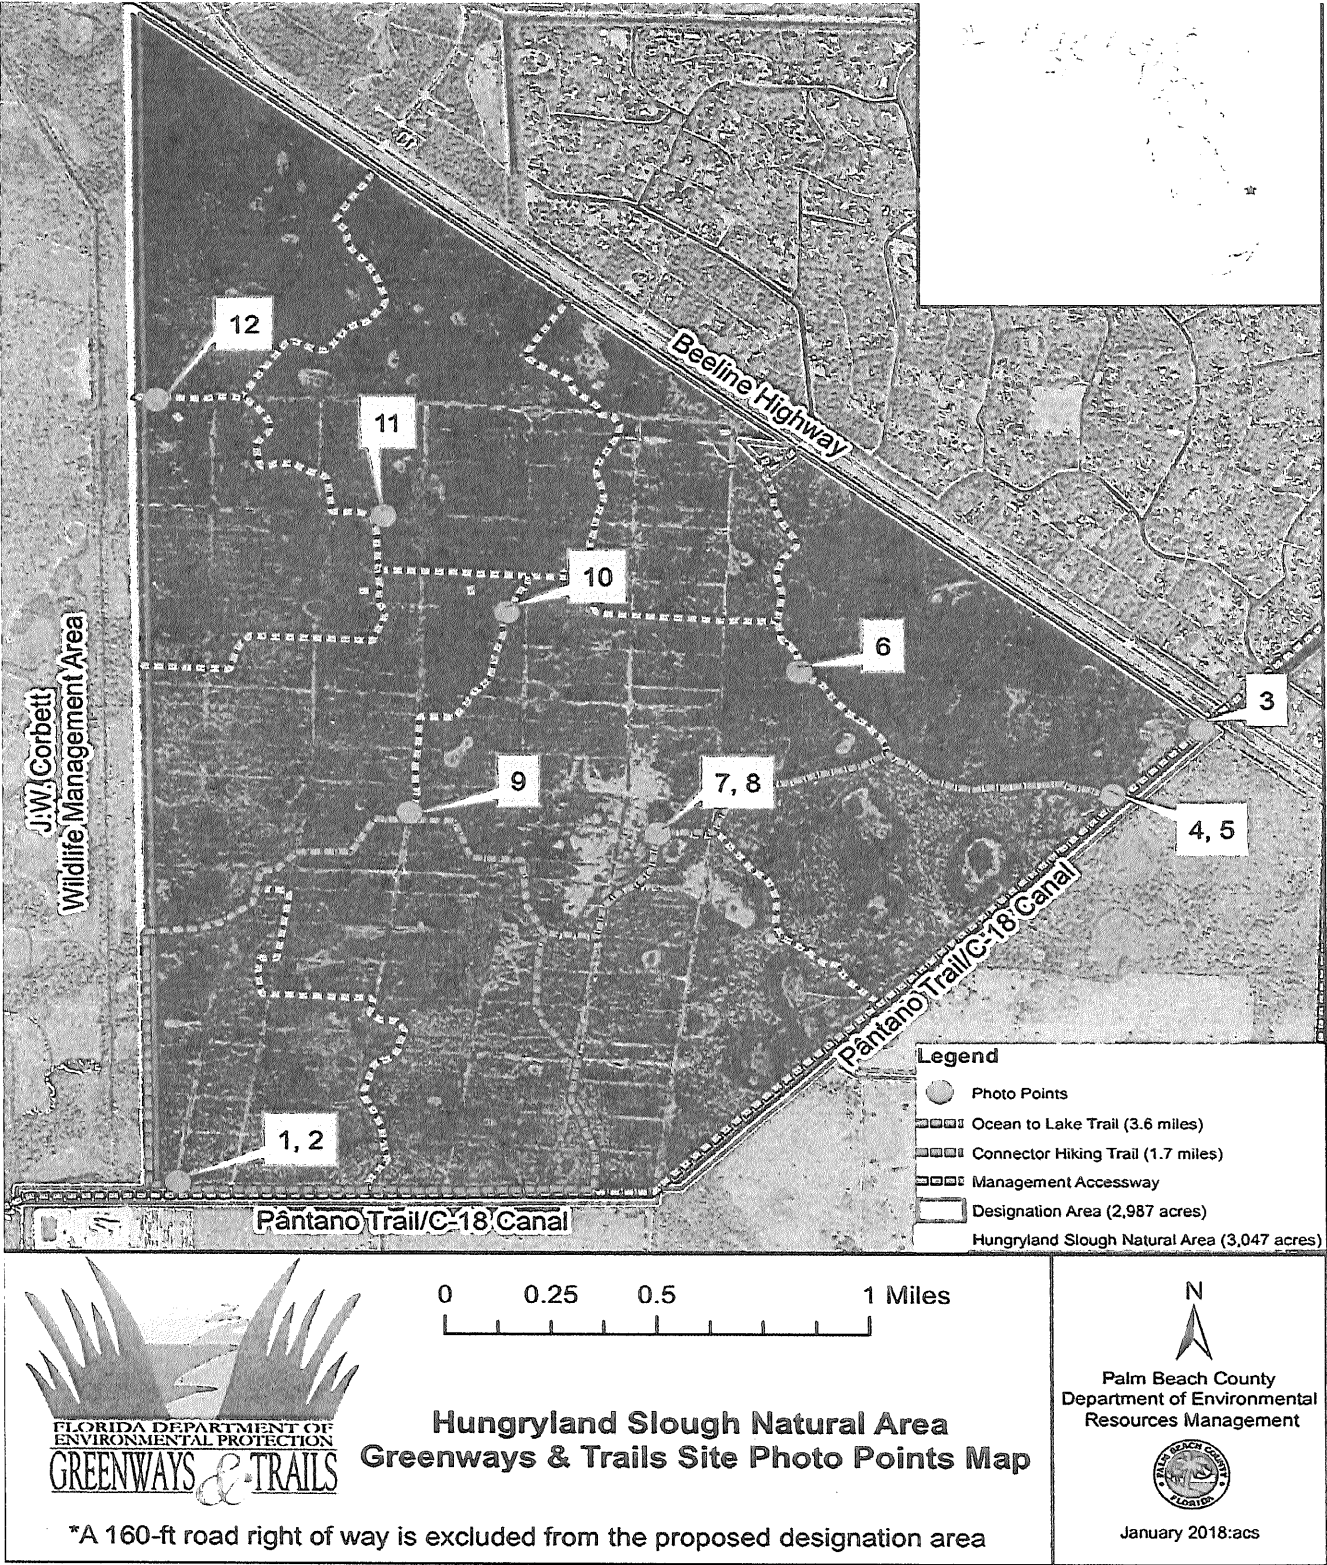 12
11
Beeline Highway
10
6
3
J.W. Corbett
Wildlife Management Area
9
7, 8
4, 5
Pântano Trail/C-18 Canal
1, 2
Pântano Trail/C-18 Canal
Legend
Photo Points
Ocean to Lake Trail (3.6 miles)
Connector Hiking Trail (1.7 miles)
Management Accessway
Designation Area (2,987 acres)
Hungryland Slough Natural Area (3,047 acres)
0 0.25 0.5 1 Miles
N
FLORIDA DEPARTMENT OF
ENVIRONMENTAL PROTECTION
GREENWAYS & TRAILS
Hungryland Slough Natural Area
Greenways & Trails Site Photo Points Map
*A 160-ft road right of way is excluded from the proposed designation area
Palm Beach County
Department of Environmental
Resources Management
PALM BEACH COUNTY
FLORIDA
January 2018:acs